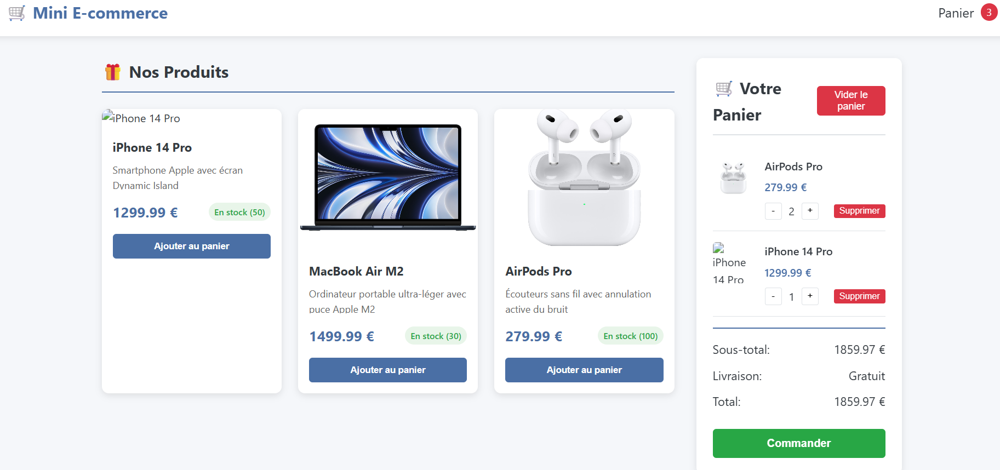 Mini E-commerce
Panier 3
Nos Produits
iPhone 14 Pro
iPhone 14 Pro
Smartphone Apple avec écran
Dynamic Island
1299.99 €
En stock (50)
Ajouter au panier
MacBook Air M2
Ordinateur portable ultra-léger avec
puce Apple M2
1499.99 €
En stock (30)
Ajouter au panier
AirPods Pro
Écouteurs sans fil avec annulation
active du bruit
279.99 €
En stock (100)
Ajouter au panier
Votre
Panier
Vider le
panier
AirPods Pro
279.99 €
- 2 +
Supprimer
iPhone
14 Pro
iPhone 14 Pro
1299.99 €
- 1 +
Supprimer
Sous-total: 1859.97 €
Livraison: Gratuit
Total: 1859.97 €
Commander